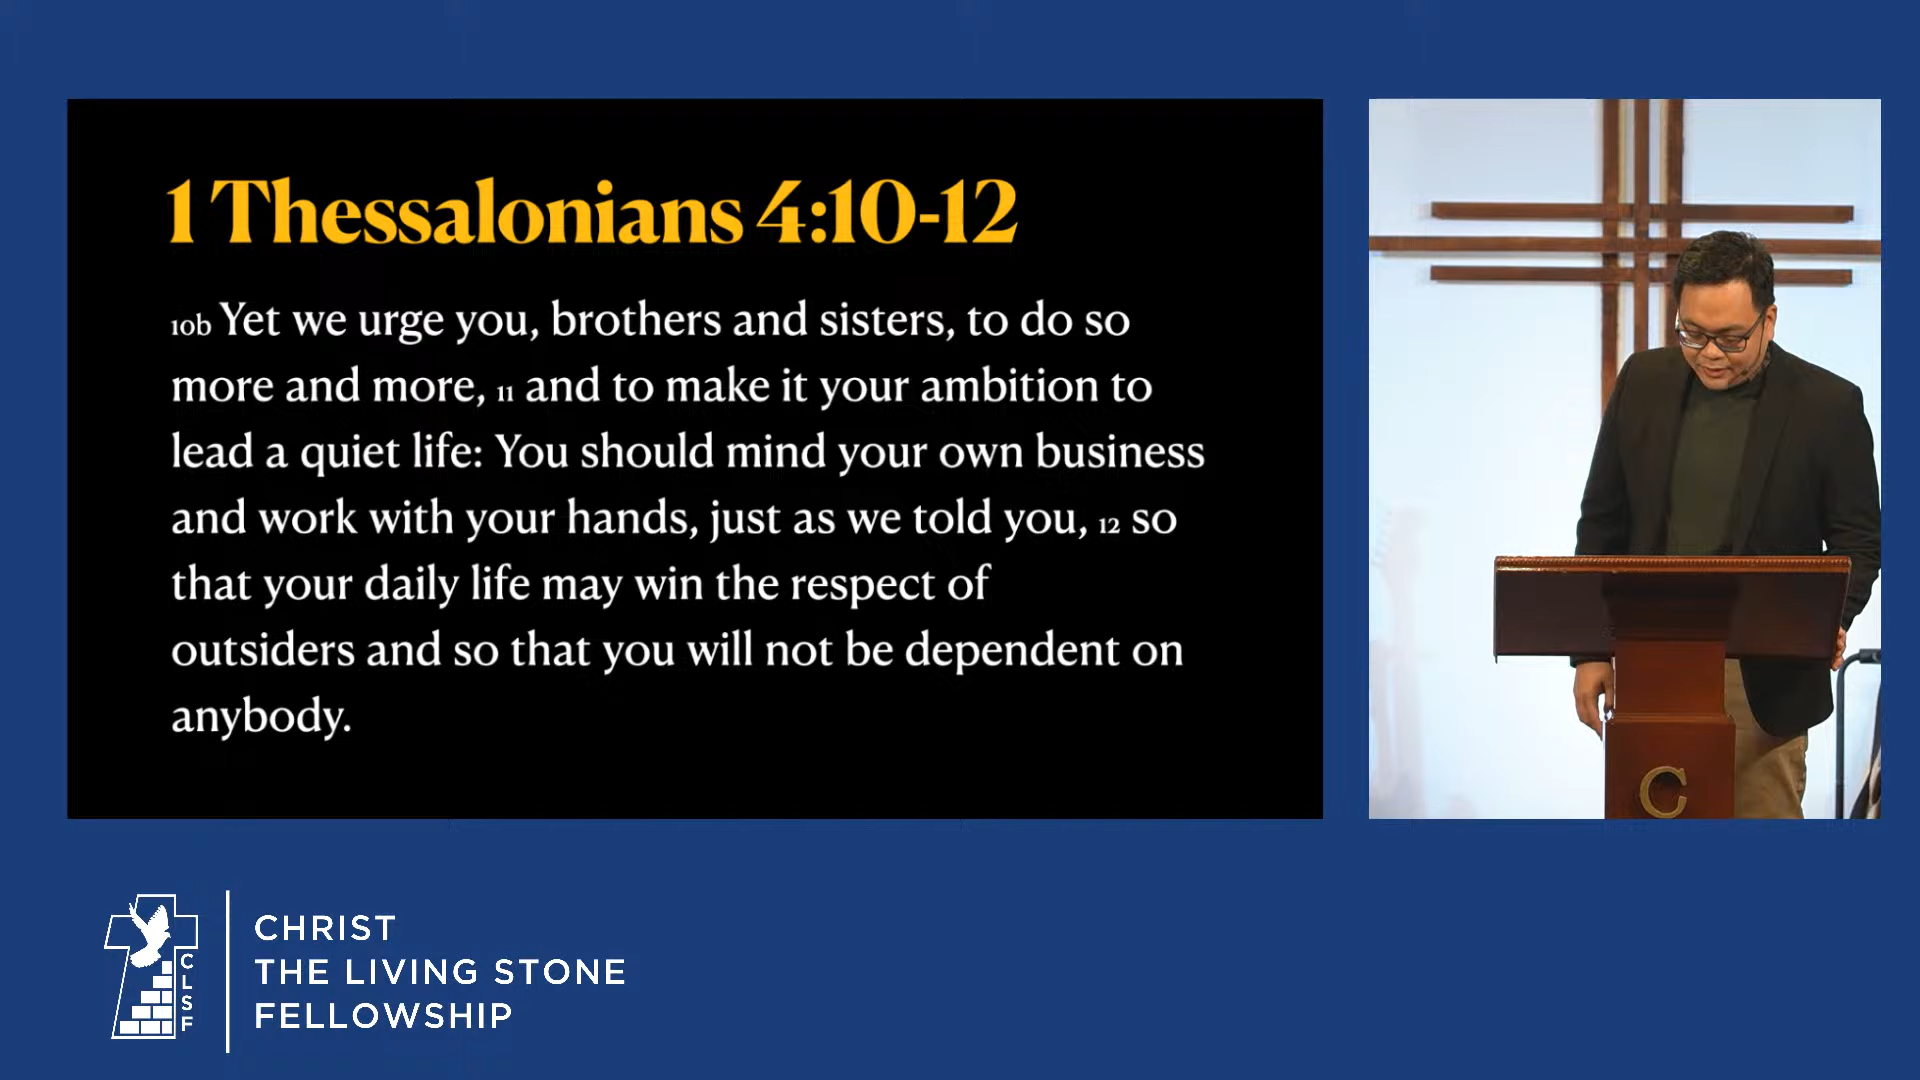 1 Thessalonians 4:10-12
10b Yet we urge you, brothers and sisters, to do so
more and more, 11 and to make it your ambition to
lead a quiet life: You should mind your own business
and work with your hands, just as we told you, 12 so
that your daily life may win the respect of
outsiders and so that you will not be dependent on
anybody.
C
CLSF
CHRIST
THE LIVING STONE
FELLOWSHIP